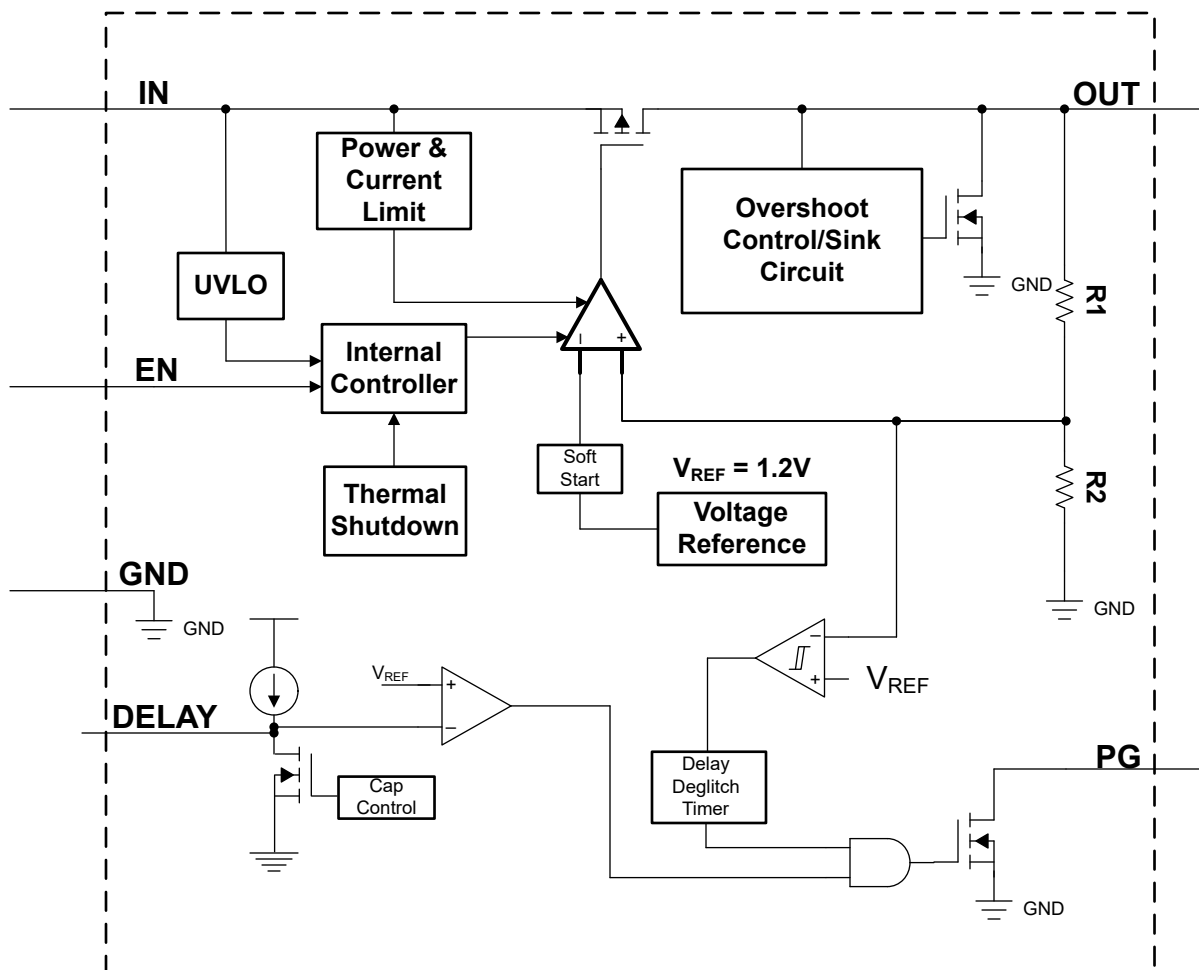 IN
OUT
Power &
Current
Limit
Overshoot
Control/Sink
Circuit
GND
R1
UVLO
Internal
Controller
EN
Soft
Start
V_REF = 1.2V
R2
Thermal
Shutdown
Voltage
Reference
GND
GND
GND
V_REF
V_REF
DELAY
Delay
Deglitch
Timer
PG
Cap
Control
GND